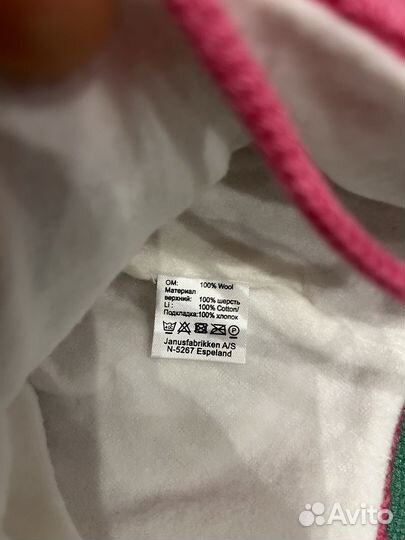 OM: 100% Wool
Материал
верхний: 100% шерсть
LI : 100% Cotton/
Подкладка:100% хлопок
Janusfabrikken A/S
N-5267 Espeland
Avito